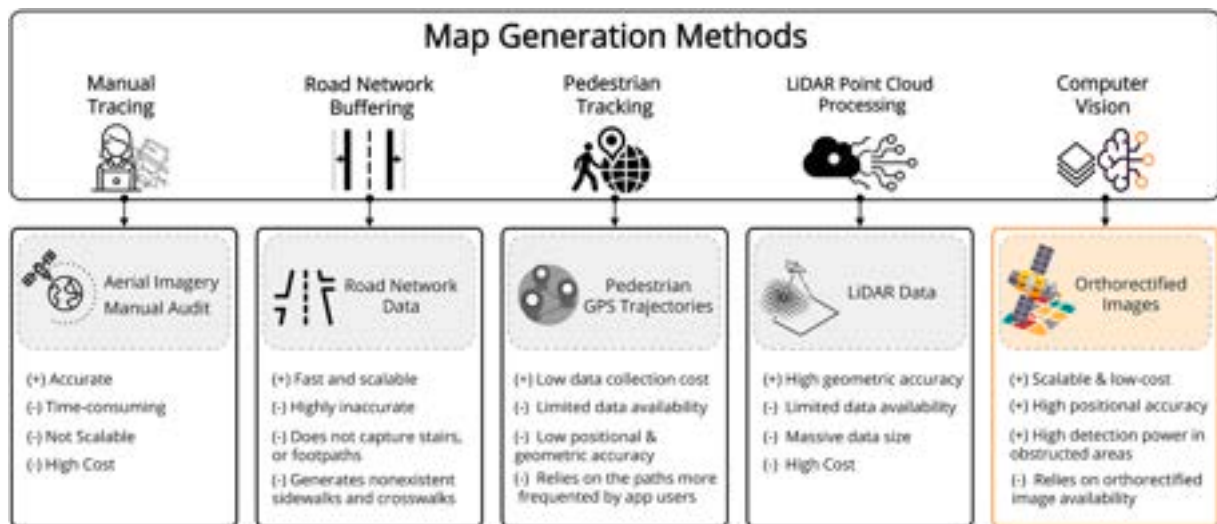 Map Generation Methods
Manual
Tracing
Road Network
Buffering
Pedestrian
Tracking
LiDAR Point Cloud
Processing
Computer
Vision
Aerial Imagery
Manual Audit
(+) Accurate
(-) Time-consuming
(-) Not Scalable
(-) High Cost
Road Network
Data
(+) Fast and scalable
(-) Highly inaccurate
(-) Does not capture stairs,
or footpaths
(-) Generates nonexistent
sidewalks and crosswalks
Pedestrian
GPS Trajectories
(+) Low data collection cost
(-) Limited data availability
(-) Low positional &
geometric accuracy
(-) Relies on the paths more
frequented by app users
LiDAR Data
(+) High geometric accuracy
(-) Limited data availability
(-) Massive data size
(-) High Cost
Orthorectified
Images
(+) Scalable & low-cost
(+) High positional accuracy
(+) High detection power in
obstructed areas
(-) Relies on orthorectified
image availability